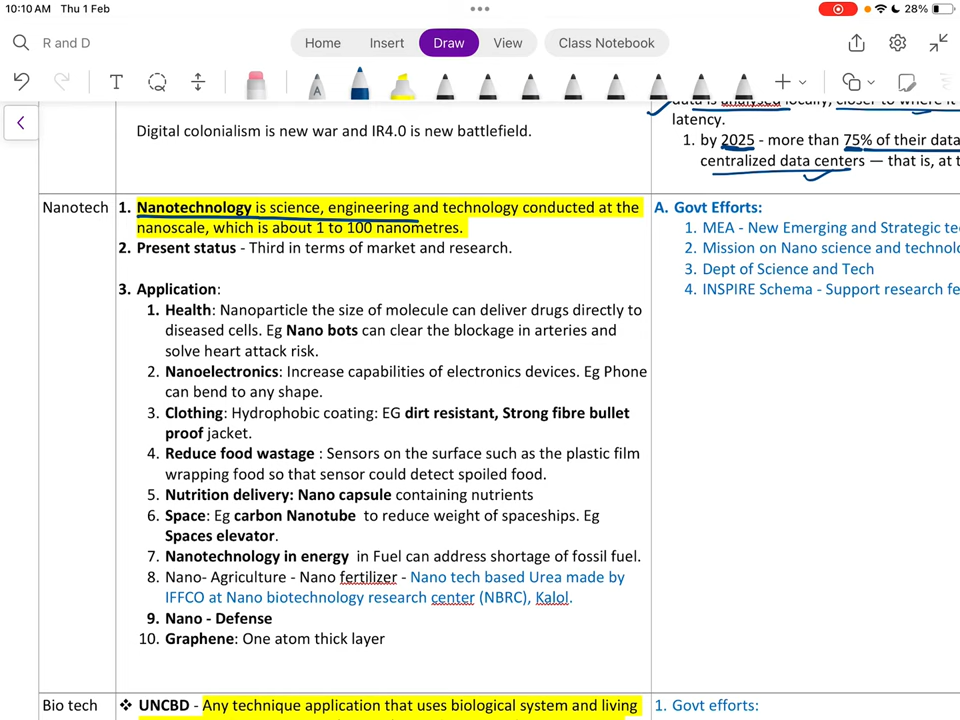 10:10 AM Thu 1 Feb
28%
R and D
Home Insert Draw View Class Notebook
T
A
data is analysed locally, closer to where it
latency.
1. by 2025 - more than 75% of their data
centralized data centers — that is, at t
Digital colonialism is new war and IR4.0 is new battlefield.
Nanotech
1. Nanotechnology is science, engineering and technology conducted at the
nanoscale, which is about 1 to 100 nanometres.
2. Present status - Third in terms of market and research.
3. Application:
1. Health: Nanoparticle the size of molecule can deliver drugs directly to
diseased cells. Eg Nano bots can clear the blockage in arteries and
solve heart attack risk.
2. Nanoelectronics: Increase capabilities of electronics devices. Eg Phone
can bend to any shape.
3. Clothing: Hydrophobic coating: EG dirt resistant, Strong fibre bullet
proof jacket.
4. Reduce food wastage : Sensors on the surface such as the plastic film
wrapping food so that sensor could detect spoiled food.
5. Nutrition delivery: Nano capsule containing nutrients
6. Space: Eg carbon Nanotube to reduce weight of spaceships. Eg
Spaces elevator.
7. Nanotechnology in energy in Fuel can address shortage of fossil fuel.
8. Nano- Agriculture - Nano fertilizer - Nano tech based Urea made by
IFFCO at Nano biotechnology research center (NBRC), Kalol.
9. Nano - Defense
10. Graphene: One atom thick layer
A. Govt Efforts:
1. MEA - New Emerging and Strategic te
2. Mission on Nano science and technolo
3. Dept of Science and Tech
4. INSPIRE Schema - Support research fe
Bio tech
❖ UNCBD - Any technique application that uses biological system and living
1. Govt efforts: